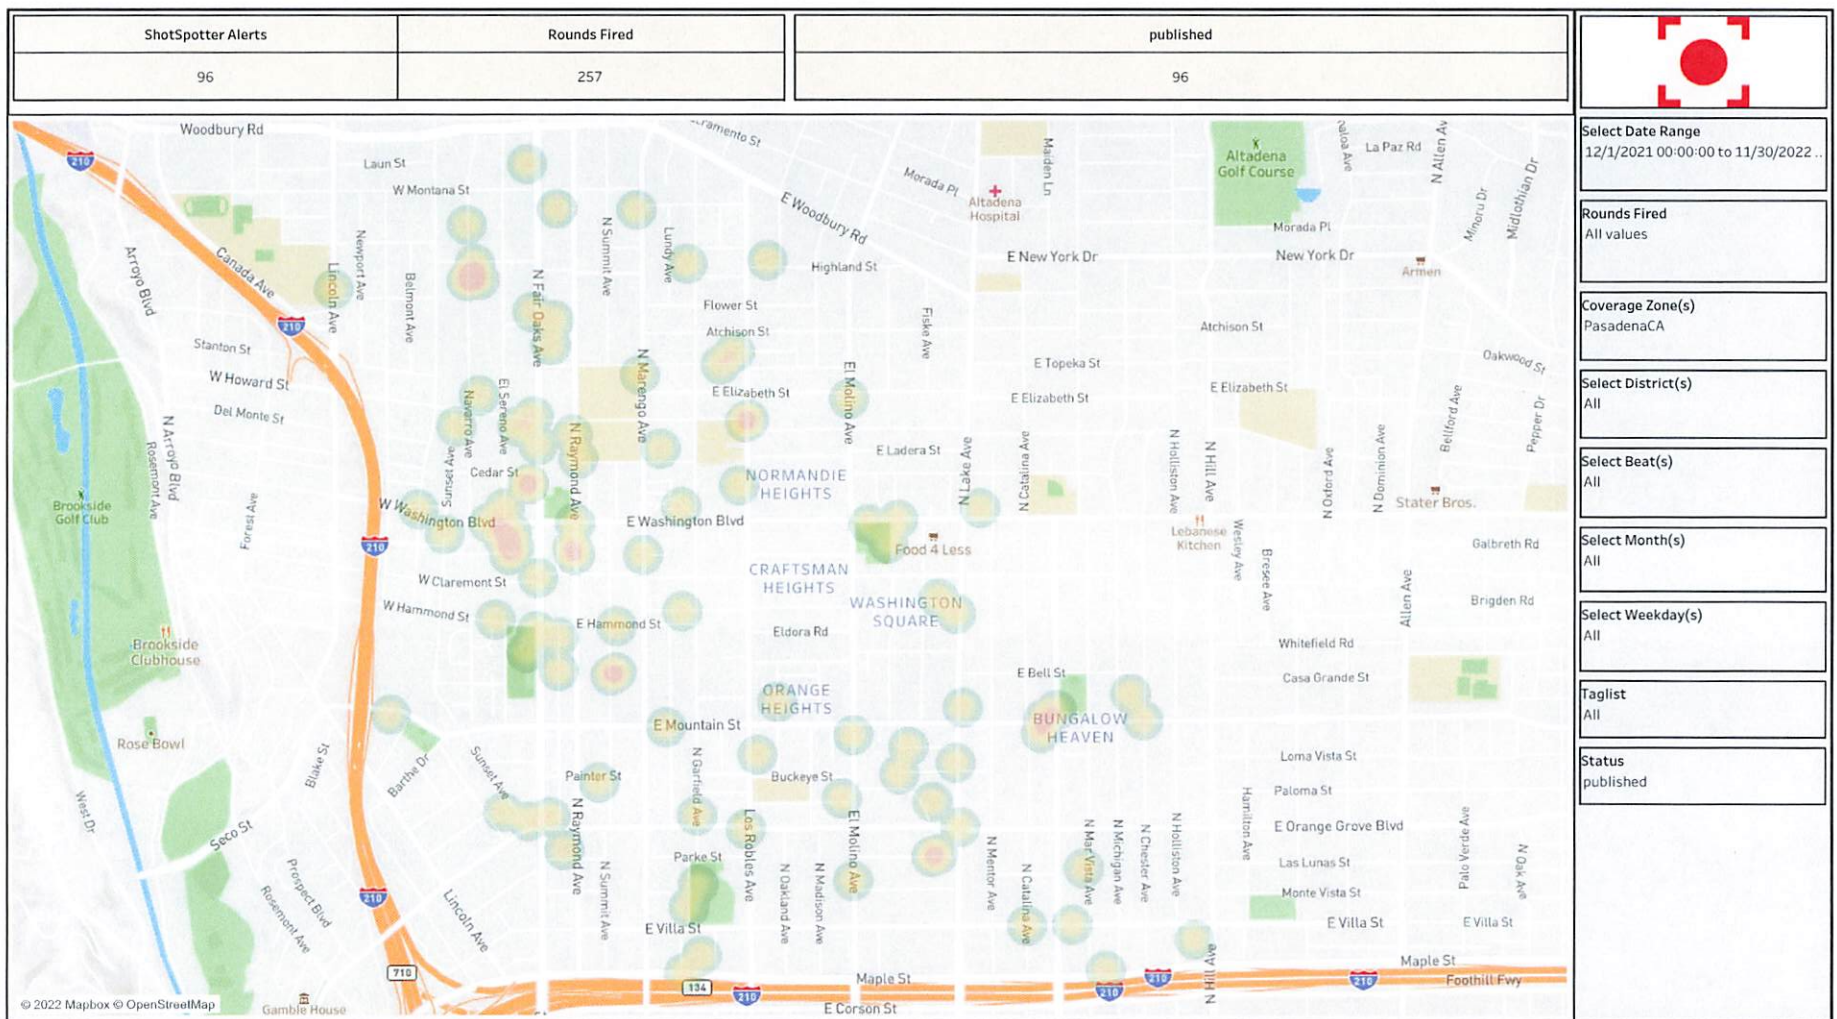 ShotSpotter Alerts
Rounds Fired
published
96
257
96
Select Date Range
12/1/2021 00:00:00 to 11/30/2022 ..
Rounds Fired
All values
Coverage Zone(s)
PasadenaCA
Select District(s)
All
Select Beat(s)
All
Select Month(s)
All
Select Weekday(s)
All
Taglist
All
Status
published
Woodbury Rd
Laun St
W Montana St
210
Canada Ave
Arroyo Blvd
Newport Ave
Lincoln Ave
Belmont Ave
N Summit Ave
Lundy Ave
N Fair Oaks Ave
E Woodbury Rd
Morada Pl
Altadena
Hospital
Maiden Ln
Altadena
Golf Course
La Paz Rd
N Allen Av
Minoru Dr
Midlothian Dr
Morada Pl
E New York Dr
New York Dr
Armen
Highland St
Flower St
Atchison St
Fiske Ave
Atchison St
210
Stanton St
W Howard St
Del Monte St
N Marengo Ave
E Elizabeth St
El Molino Ave
E Topeka St
E Elizabeth St
E Elizabeth St
Oakwood St
Bellford Ave
Pepper Dr
N Arroyo Blvd
Rosemont Ave
Forest Ave
Navarro Ave
El Sereno Ave
N Raymond Ave
Sunset Ave
Cedar St
E Ladera St
N Lake Ave
N Catalina Ave
N Holliston Ave
N Hill Ave
N Oxford Ave
N Dominion Ave
NORMANDIE
HEIGHTS
Stater Bros.
Brookside
Golf Club
W Washington Blvd
E Washington Blvd
210
Food 4 Less
Lebanese
Kitchen
Wesley Ave
Bresee Ave
Galbreth Rd
CRAFTSMAN
HEIGHTS
W Claremont St
W Hammond St
E Hammond St
WASHINGTON
SQUARE
Eldora Rd
Allen Ave
Brigden Rd
Whitefield Rd
Brookside
Clubhouse
E Bell St
Casa Grande St
ORANGE
HEIGHTS
E Mountain St
BUNGALOW
HEAVEN
Rose Bowl
Blake St
Barthe Dr
Sunset Ave
Painter St
N Garfield Ave
Buckeye St
Loma Vista St
Paloma St
West Dr
Seco St
N Raymond Ave
Los Robles Ave
El Molino Ave
N Mentor Ave
N Mar Vista Ave
N Michigan Ave
N Chester Ave
N Holliston Ave
Hamilton Ave
E Orange Grove Blvd
Palo Verde Ave
N Oak Ave
Parke St
Las Lunas St
Prospect Blvd
Rosemont Ave
210
Lincoln Ave
N Summit Ave
N Oakland Ave
N Madison Ave
N Catalina Ave
Monte Vista St
E Villa St
E Villa St
E Villa St
N Hill Ave
710
134
210
Maple St
210
210
210
Maple St
Foothill Fwy
E Corson St
Gamble House
© 2022 Mapbox © OpenStreetMap